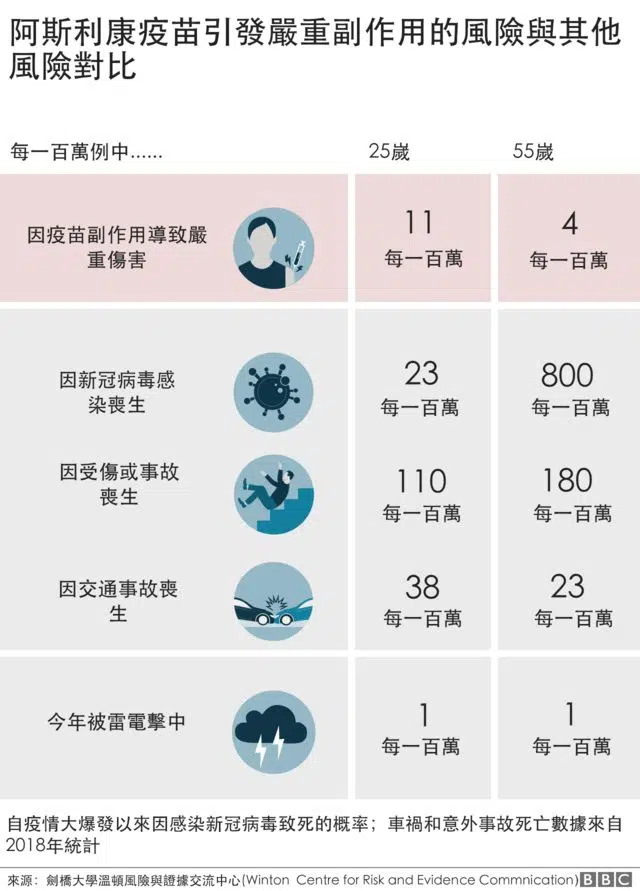 阿斯利康疫苗引發嚴重副作用的風險與其他
風險對比
每一百萬例中......
25歲
55歲
因疫苗副作用導致嚴
重傷害
11
每一百萬
4
每一百萬
因新冠病毒感
染喪生
23
每一百萬
800
每一百萬
因受傷或事故
喪生
110
每一百萬
180
每一百萬
因交通事故喪
生
38
每一百萬
23
每一百萬
今年被雷電擊中
1
每一百萬
1
每一百萬
自疫情大爆發以來因感染新冠病毒致死的概率；車禍和意外事故死亡數據來自
2018年統計
來源：劍橋大學溫頓風險與證據交流中心(Winton Centre for Risk and Evidence Commnication)
BBC